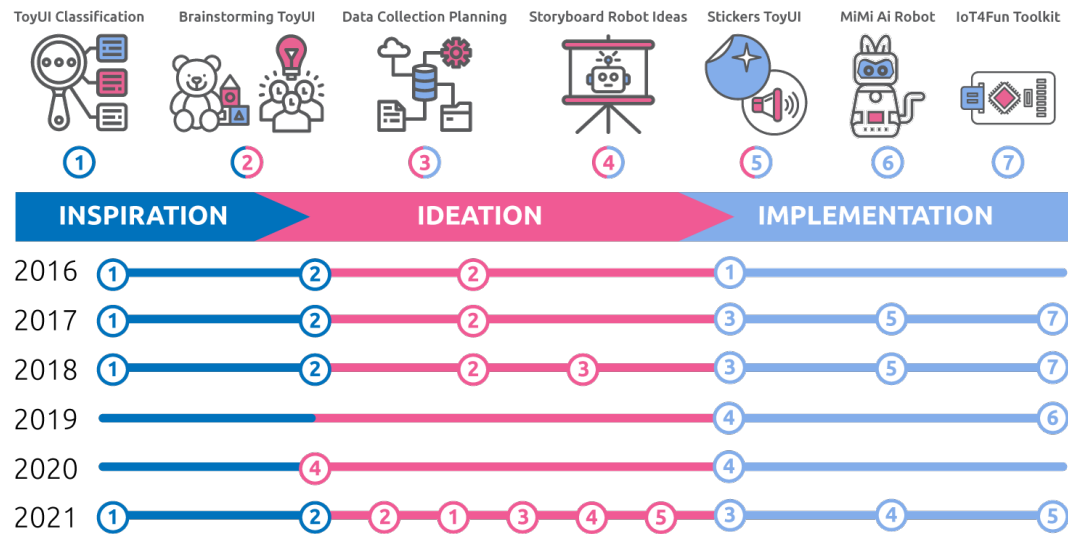 ToyUI Classification
Brainstorming ToyUI
Data Collection Planning
Storyboard Robot Ideas
Stickers ToyUI
MiMi Ai Robot
IoT4Fun Toolkit
1 2 3 4 5 6 7
INSPIRATION IDEATION IMPLEMENTATION
2016 1 2 2 1
2017 1 2 2 3 5 7
2018 1 2 2 3 3 5 7
2019 4 6
2020 4 4
2021 1 2 2 1 3 4 5 3 4 5